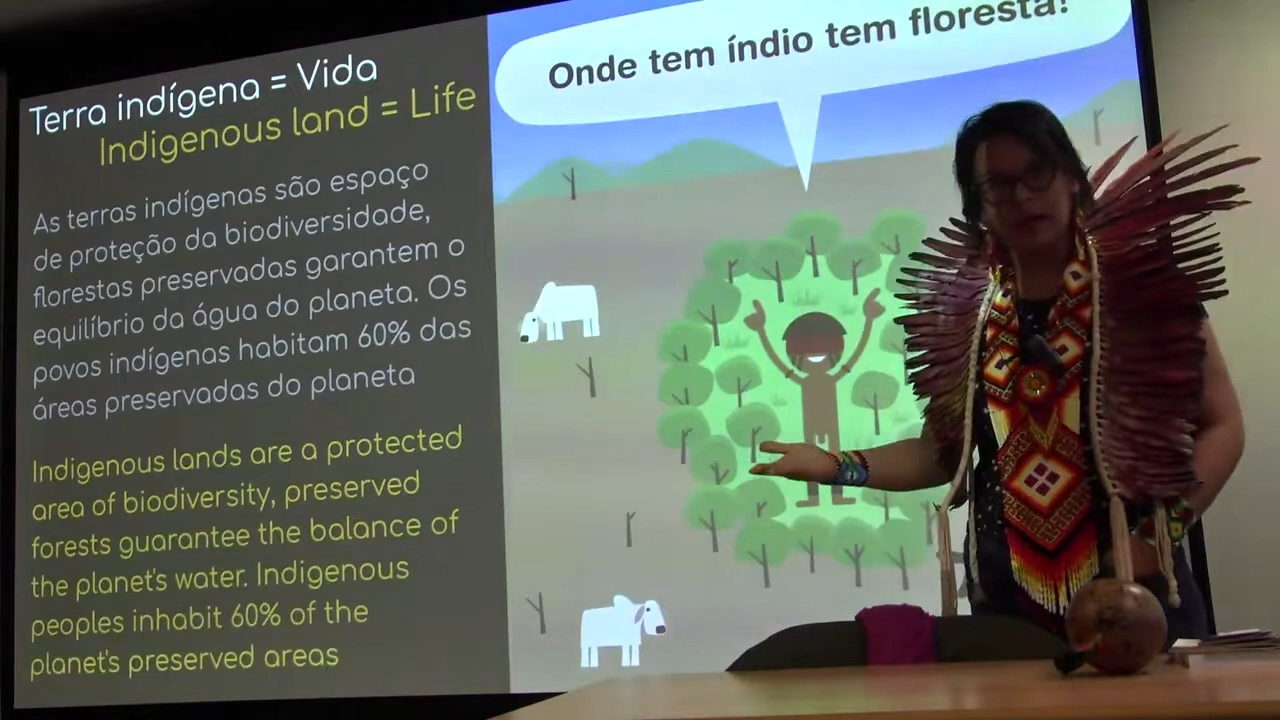 Terra indígena = Vida
Indigenous land = Life
As terras indígenas são espaço
de proteção da biodiversidade,
florestas preservadas garantem o
equilíbrio da água do planeta. Os
povos indígenas habitam 60% das
áreas preservadas do planeta
Indigenous lands are a protected
area of biodiversity, preserved
forests guarantee the balance of
the planet's water. Indigenous
peoples inhabit 60% of the
planet's preserved areas
Onde tem índio tem floresta!